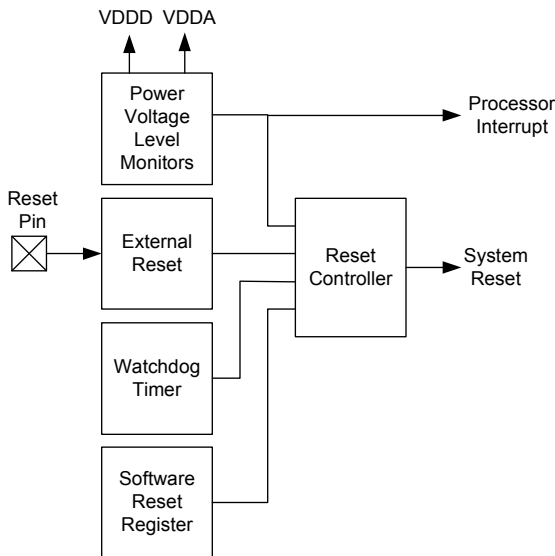 VDDD VDDA
Power
Voltage
Level
Monitors
Processor
Interrupt
Reset
Pin
External
Reset
Reset
Controller
System
Reset
Watchdog
Timer
Software
Reset
Register